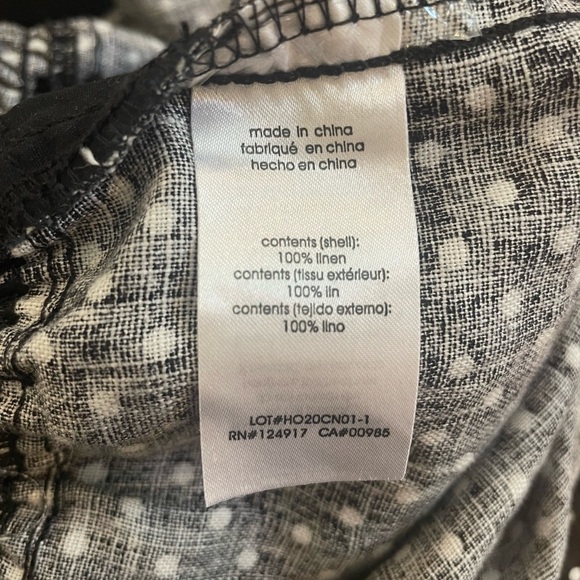 made in china
fabriqué en china
hecho en china
contents (shell):
100% linen
contents (tissu extérieur):
100% lin
contents (tejido externo):
100% lino
LOT#HO20CN01-1
RN#124917 CA#00985